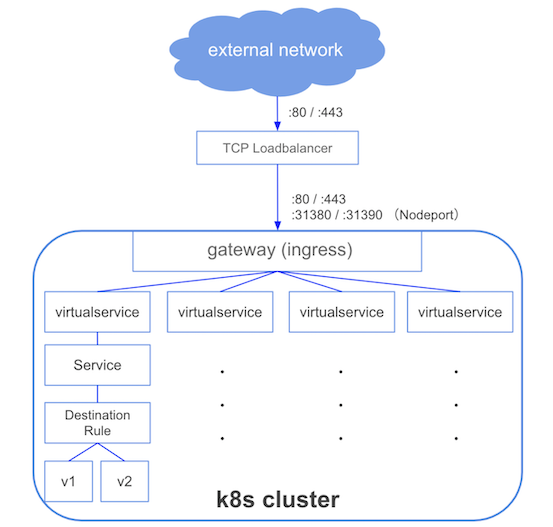 external network
:80 / :443
TCP Loadbalancer
:80 / :443
:31380 / :31390 （Nodeport）
gateway (ingress)
virtualservice
virtualservice
virtualservice
virtualservice
Service
Destination
Rule
v1
v2
k8s cluster